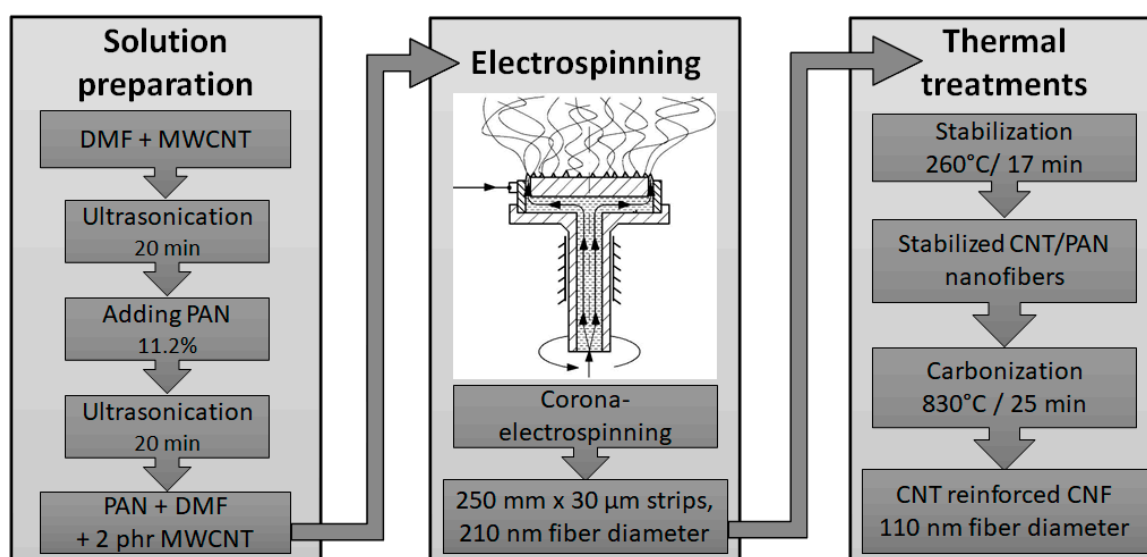 Solution
preparation
DMF + MWCNT
Ultrasonication
20 min
Adding PAN
11.2%
Ultrasonication
20 min
PAN + DMF
+ 2 phr MWCNT
Electrospinning
Corona-
electrospinning
250 mm x 30 µm strips,
210 nm fiber diameter
Thermal
treatments
Stabilization
260°C/ 17 min
Stabilized CNT/PAN
nanofibers
Carbonization
830°C / 25 min
CNT reinforced CNF
110 nm fiber diameter